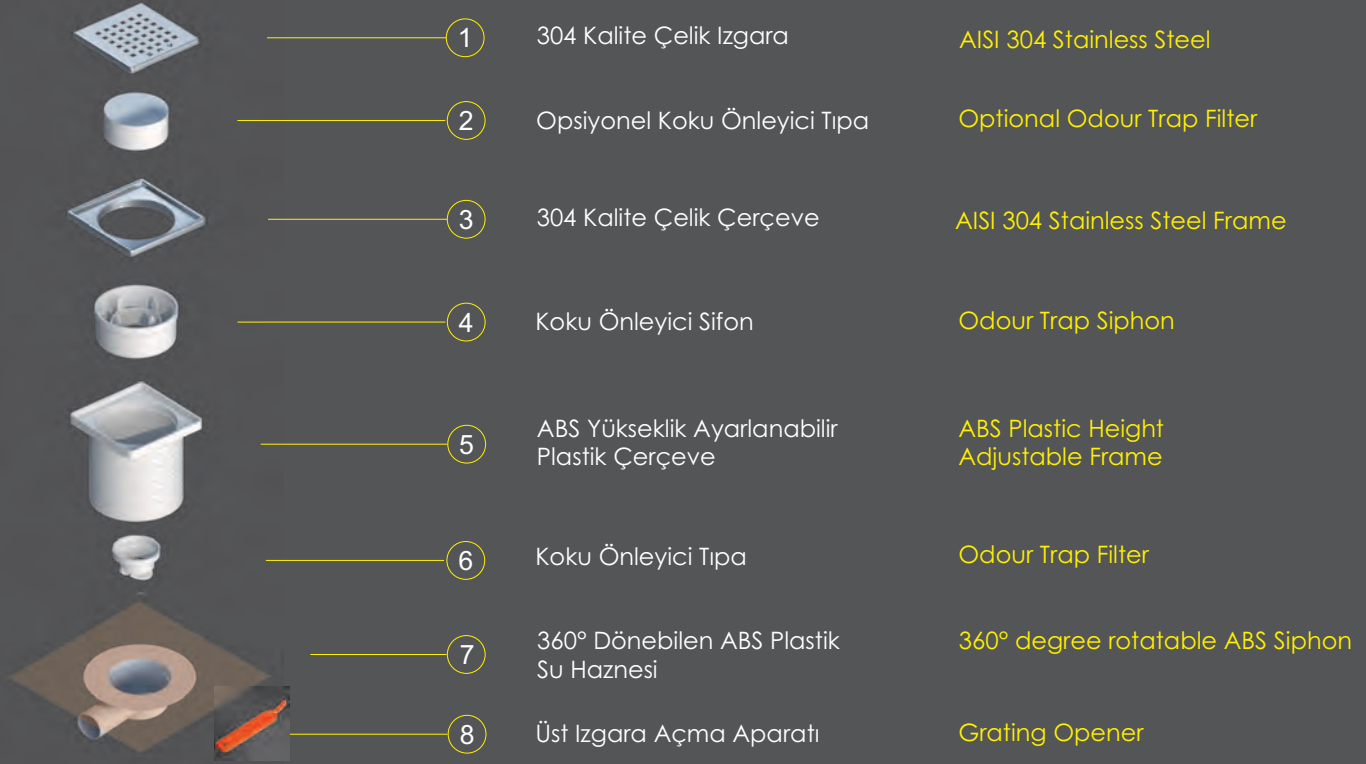 1 304 Kalite Çelik Izgara AISI 304 Stainless Steel
2 Opsiyonel Koku Önleyici Tıpa Optional Odour Trap Filter
3 304 Kalite Çelik Çerçeve AISI 304 Stainless Steel Frame
4 Koku Önleyici Sifon Odour Trap Siphon
5 ABS Yükseklik Ayarlanabilir ABS Plastic Height
Plastik Çerçeve Adjustable Frame
6 Koku Önleyici Tıpa Odour Trap Filter
7 360° Dönebilen ABS Plastik 360° degree rotatable ABS Siphon
Su Haznesi
8 Üst Izgara Açma Aparatı Grating Opener